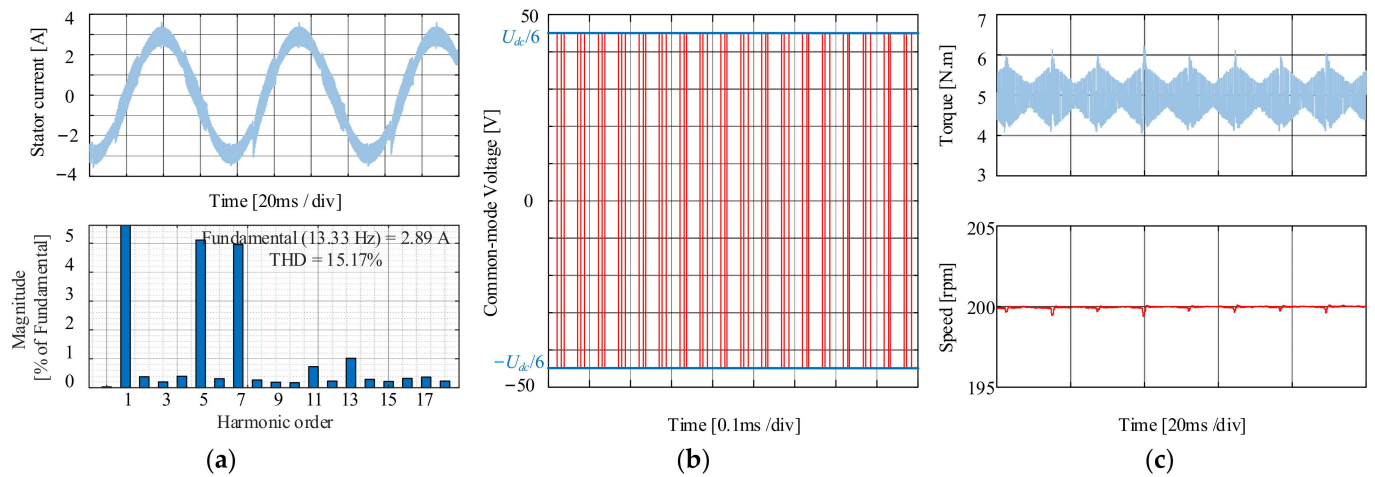 Stator current [A]
4
2
0
−2
−4
Time [20ms / div]
Magnitude
[% of Fundamental]
5
4
3
2
1
0
Fundamental (13.33 Hz) = 2.89 A
THD = 15.17%
1 3 5 7 9 11 13 15 17
Harmonic order
(a)
Common-mode Voltage [V]
50
Udc/6
0
−Udc/6
−50
Time [0.1ms /div]
(b)
Torque [N.m]
7
6
5
4
3
Speed [rpm]
205
200
195
Time [20ms /div]
(c)